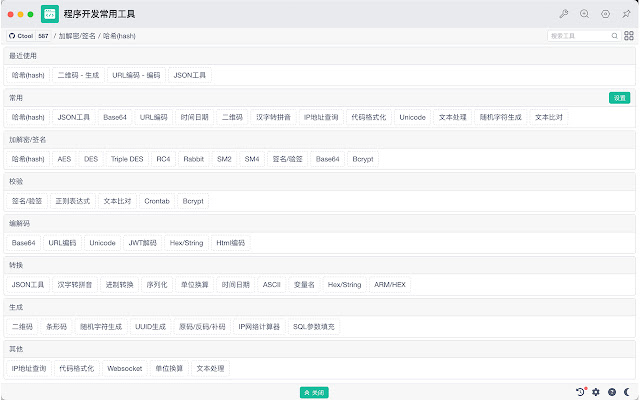 程序开发常用工具
Ctool 567 / 加解密/签名 / 哈希(hash) 搜索工具
最近使用
哈希(hash) 二维码 - 生成 URL编码 - 编码 JSON工具
常用 设置
哈希(hash) JSON工具 Base64 URL编码 时间日期 二维码 汉字转拼音 IP地址查询 代码格式化 Unicode 文本处理 随机字符生成 文本比对
加解密/签名
哈希(hash) AES DES Triple DES RC4 Rabbit SM2 SM4 签名/验签 Base64 Bcrypt
校验
签名/验签 正则表达式 文本比对 Crontab Bcrypt
编解码
Base64 URL编码 Unicode JWT解码 Hex/String Html编码
转换
JSON工具 汉字转拼音 进制转换 序列化 单位换算 时间日期 ASCII 变量名 Hex/String ARM/HEX
生成
二维码 条形码 随机字符生成 UUID生成 原码/反码/补码 IP网络计算器 SQL参数填充
其他
IP地址查询 代码格式化 Websocket 单位换算 文本处理
关闭